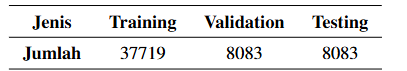 Jenis Training Validation Testing
Jumlah 37719 8083 8083